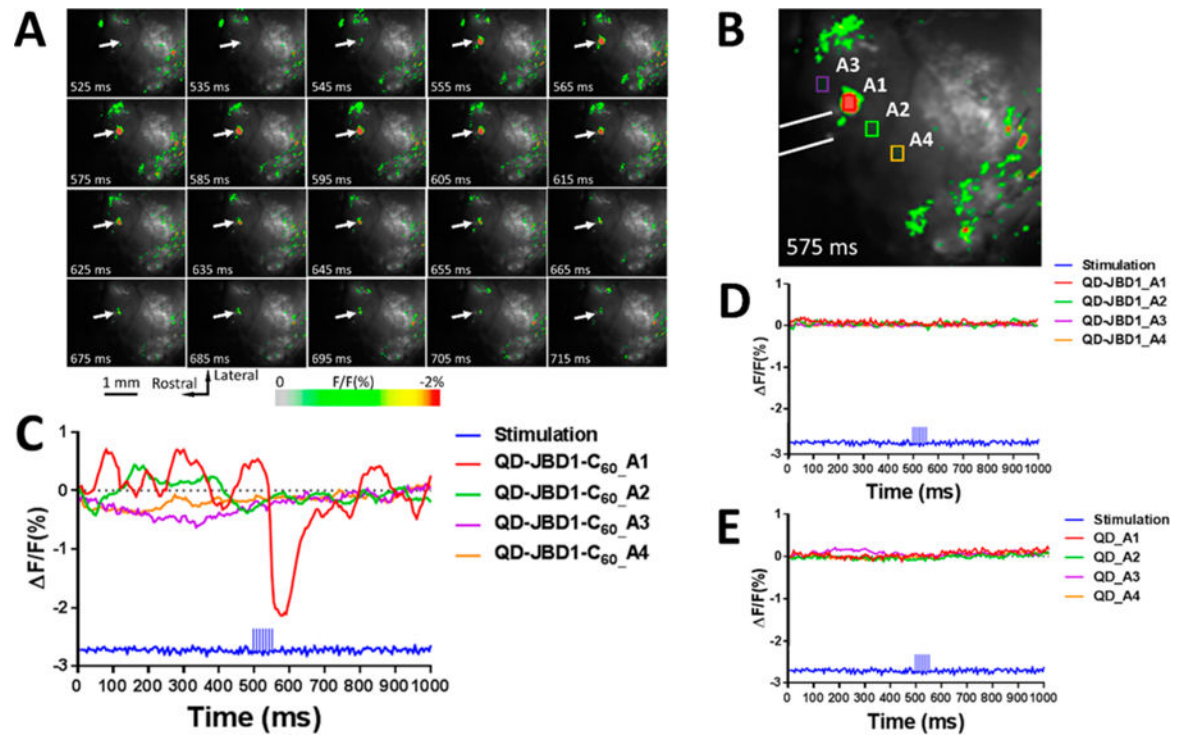 A
525 ms 535 ms 545 ms 555 ms 565 ms
575 ms 585 ms 595 ms 605 ms 615 ms
625 ms 635 ms 645 ms 655 ms 665 ms
675 ms 685 ms 695 ms 705 ms 715 ms
1 mm Rostral Lateral
0 F/F(%) -2%
B
A3
A1
A2
A4
575 ms
C
1
0
-1
-2
-3
ΔF/F(%)
0 100 200 300 400 500 600 700 800 900 1000
Time (ms)
Stimulation
QD-JBD1-C60_A1
QD-JBD1-C60_A2
QD-JBD1-C60_A3
QD-JBD1-C60_A4
D
1
0
-1
-2
-3
ΔF/F(%)
0 100 200 300 400 500 600 700 800 900 1000
Time (ms)
Stimulation
QD-JBD1_A1
QD-JBD1_A2
QD-JBD1_A3
QD-JBD1_A4
E
1
0
-1
-2
-3
ΔF/F(%)
0 100 200 300 400 500 600 700 800 900 1000
Time (ms)
Stimulation
QD_A1
QD_A2
QD_A3
QD_A4